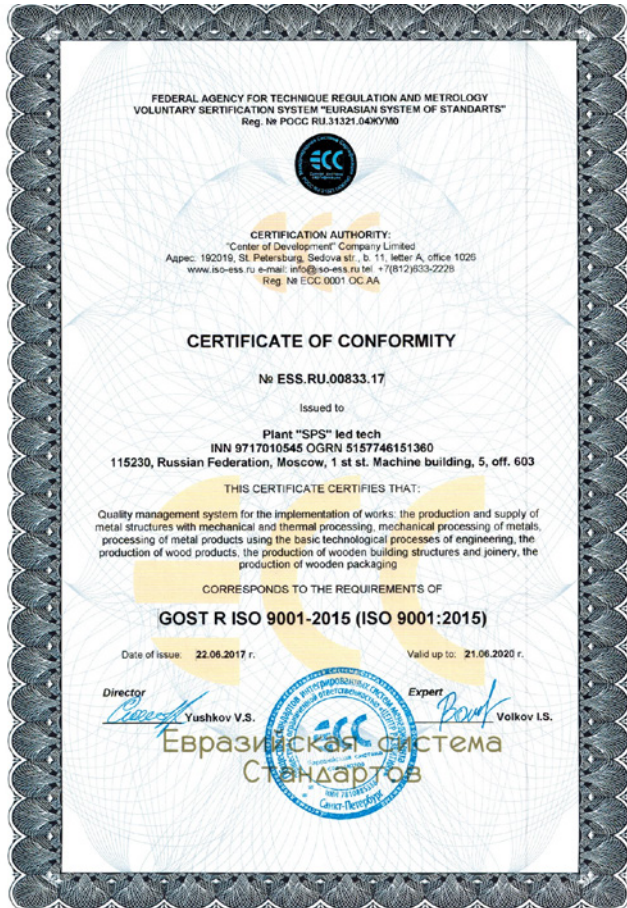 FEDERAL AGENCY FOR TECHNIQUE REGULATION AND METROLOGY
VOLUNTARY SERTIFICATION SYSTEM "EURASIAN SYSTEM OF STANDARTS"
Reg. № РОСС RU.31321.04ЖУМ0
ЕСС
CERTIFICATION AUTHORITY:
"Center of Development" Company Limited
Адрес: 192019, St. Petersburg, Sedova str., b. 11, letter A, office 1026
www.iso-ess.ru e-mail: info@iso-ess.ru tel. +7(812)633-2228
Reg. № ЕСС 0001 ОС АА
CERTIFICATE OF CONFORMITY
№ ESS.RU.00833.17
Issued to
Plant "SPS" led tech
INN 9717010545 OGRN 5157746151360
115230, Russian Federation, Moscow, 1 st st. Machine building, 5, off. 603
THIS CERTIFICATE CERTIFIES THAT:
Quality management system for the implementation of works: the production and supply of
metal structures with mechanical and thermal processing, mechanical processing of metals,
processing of metal products using the basic technological processes of engineering, the
production of wood products, the production of wooden building structures and joinery, the
production of wooden packaging
CORRESPONDS TO THE REQUIREMENTS OF
GOST R ISO 9001-2015 (ISO 9001:2015)
Date of issue: 22.06.2017 г. Valid up to: 21.06.2020 г.
Director Expert
Yushkov V.S. Volkov I.S.
ЕСС
Евразийская система
Стандартов
Санкт-Петербург